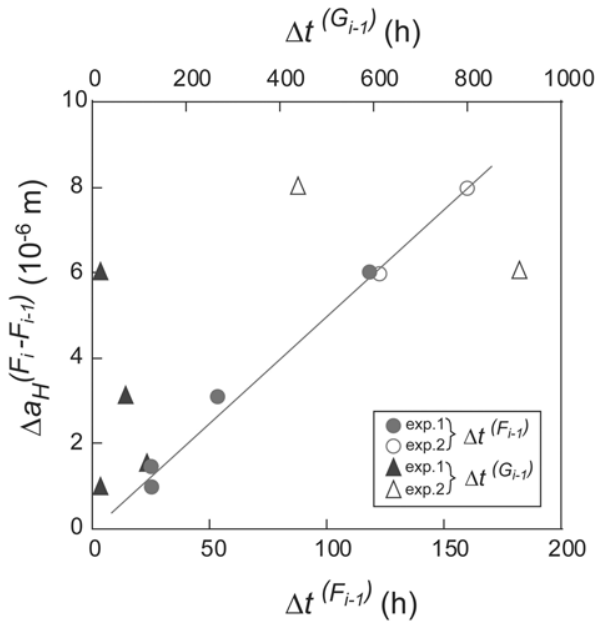 Δt (Gi-1) (h)
0 200 400 600 800 1000
10
8
6
4
2
0
ΔaH (Fi-Fi-1) (10-6 m)
exp.1
exp.2
} Δt (Fi-1)
exp.1
exp.2
} Δt (Gi-1)
0 50 100 150 200
Δt (Fi-1) (h)